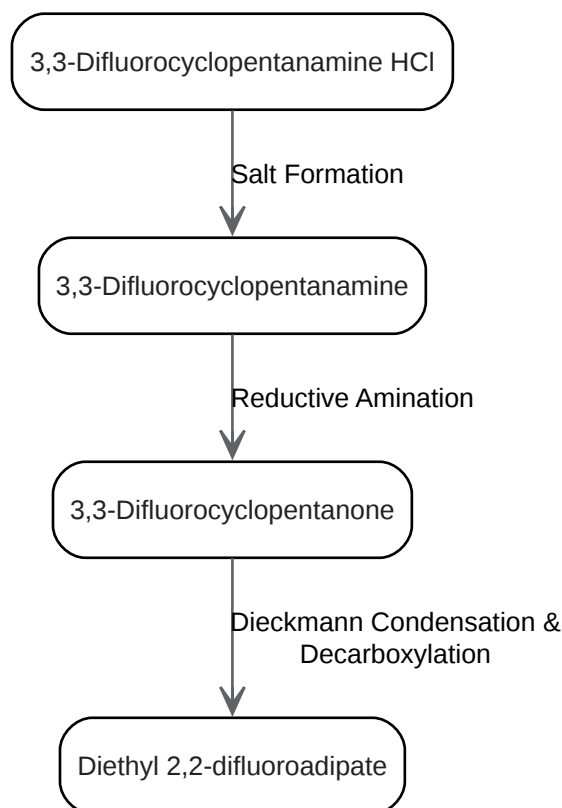 3,3-Difluorocyclopentanamine HCl
Salt Formation
3,3-Difluorocyclopentanamine
Reductive Amination
3,3-Difluorocyclopentanone
Dieckmann Condensation &
Decarboxylation
Diethyl 2,2-difluoroadipate